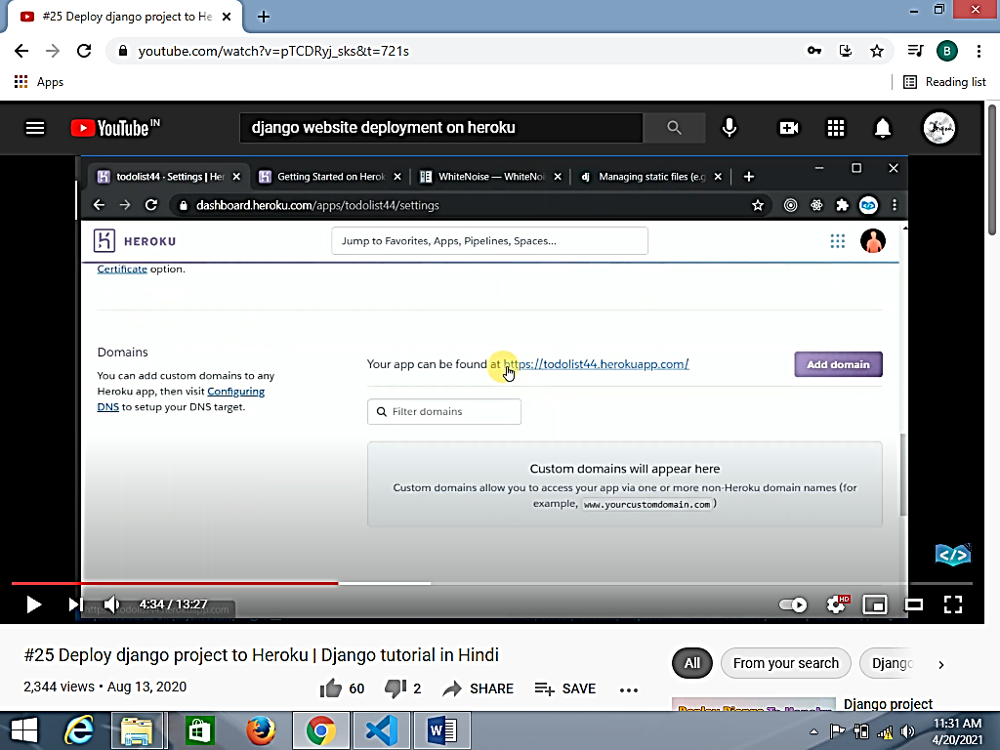 #25 Deploy django project to He
youtube.com/watch?v=pTCDRyj_sks&t=721s
B
Apps
Reading list
YouTube IN
django website deployment on heroku
todolist44 · Settings | Her
Getting Started on Herok
WhiteNoise — WhiteNoi
dj Managing static files (e.g
dashboard.heroku.com/apps/todolist44/settings
HEROKU
Jump to Favorites, Apps, Pipelines, Spaces...
Certificate option.
Domains
You can add custom domains to any
Heroku app, then visit Configuring
DNS to setup your DNS target.
Your app can be found at https://todolist44.herokuapp.com/
Add domain
Filter domains
Custom domains will appear here
Custom domains allow you to access your app via one or more non-Heroku domain names (for
example, www.yourcustomdomain.com)
</>
4:34 / 13:27
https://todolist44.herokuapp.com
HD
#25 Deploy django project to Heroku | Django tutorial in Hindi
2,344 views • Aug 13, 2020
60
2
SHARE
SAVE
All
From your search
Django
Django project
11:31 AM
4/20/2021